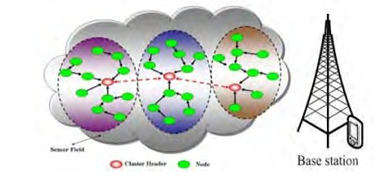 Sensor Field
Cluster Header
Node
Base station